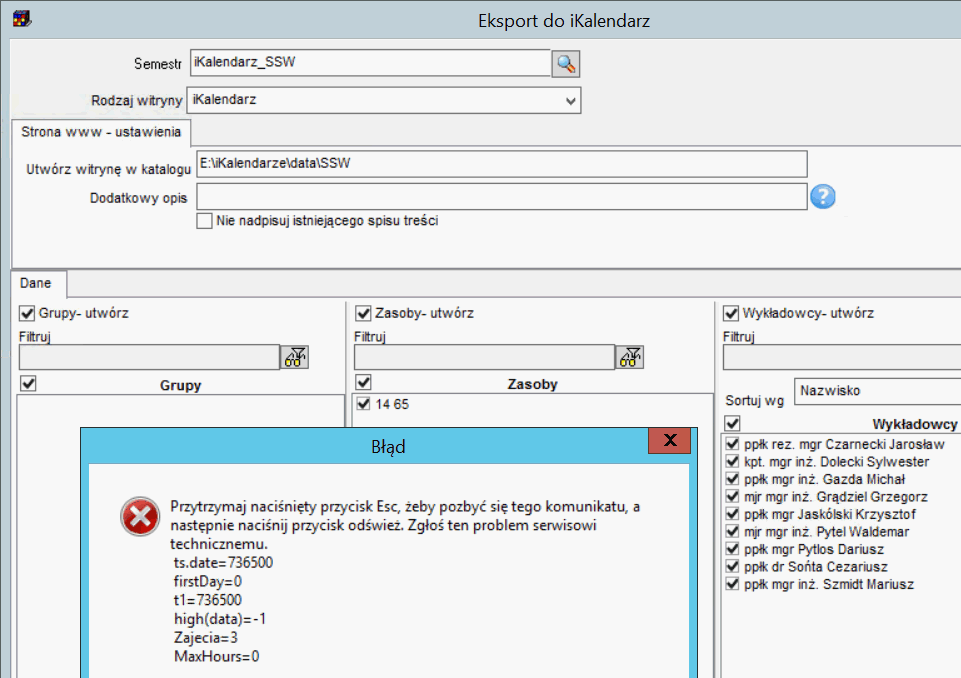 Eksport do iKalendarz
Semestr iKalendarz_SSW
Rodzaj witryny iKalendarz
Strona www - ustawienia
Utwórz witrynę w katalogu E:\iKalendarze\data\SSW
Dodatkowy opis
?
Nie nadpisuj istniejącego spisu treści
Dane
Grupy- utwórz
Filtruj
Grupy
Zasoby- utwórz
Filtruj
Zasoby
14 65
Wykładowcy- utwórz
Filtruj
Sortuj wg Nazwisko
Wykładowcy
ppłk rez. mgr Czarnecki Jarosław
kpt. mgr inż. Dolecki Sylwester
ppłk mgr inż. Gazda Michał
mjr mgr inż. Grądziel Grzegorz
ppłk mgr Jaskólski Krzysztof
mjr mgr inż. Pytel Waldemar
ppłk mgr Pytlos Dariusz
ppłk dr Sońta Cezariusz
ppłk mgr inż. Szmidt Mariusz
Błąd
X
Przytrzymaj naciśnięty przycisk Esc, żeby pozbyć się tego komunikatu, a
następnie naciśnij przycisk odśwież. Zgłoś ten problem serwisowi
technicznemu.
ts.date=736500
firstDay=0
t1=736500
high(data)=-1
Zajecia=3
MaxHours=0